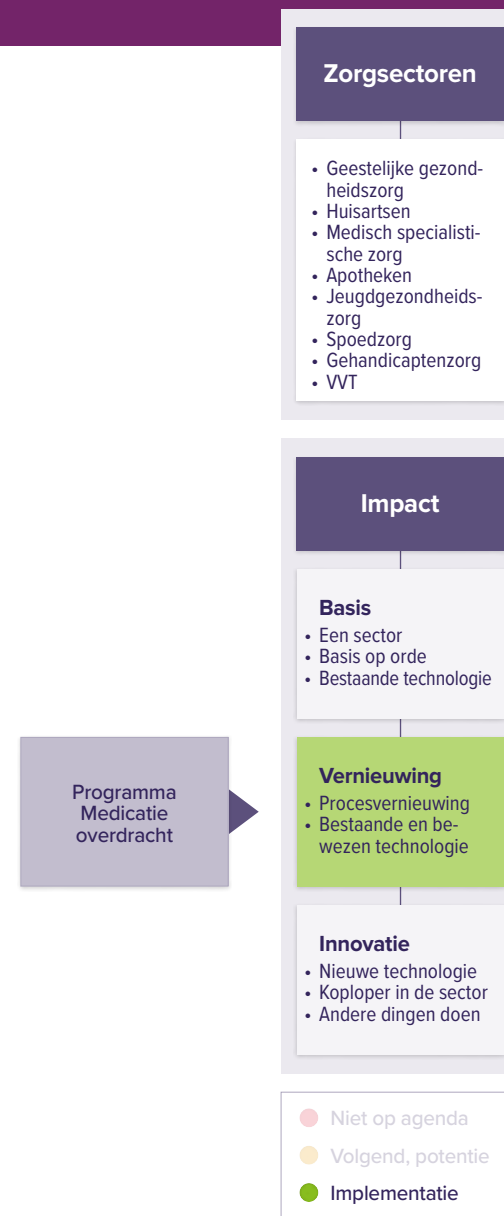 Zorgsectoren
• Geestelijke gezond-
heidszorg
• Huisartsen
• Medisch specialisti-
sche zorg
• Apotheken
• Jeugdgezondheids-
zorg
• Spoedzorg
• Gehandicaptenzorg
• VVT
Impact
Basis
• Een sector
• Basis op orde
• Bestaande technologie
Programma
Medicatie
overdracht
Vernieuwing
• Procesvernieuwing
• Bestaande en be-
wezen technologie
Innovatie
• Nieuwe technologie
• Koploper in de sector
• Andere dingen doen
Niet op agenda
Volgend, potentie
Implementatie